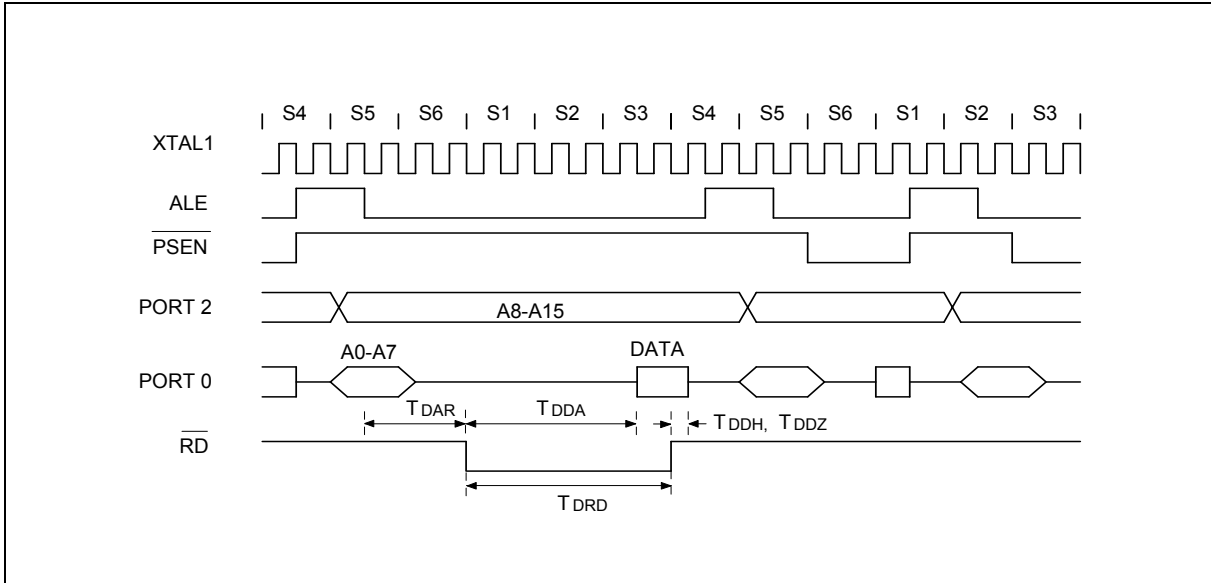 S4 S5 S6 S1 S2 S3 S4 S5 S6 S1 S2 S3
XTAL1
ALE
PSEN
PORT 2
A8-A15
A0-A7
DATA
PORT 0
TDAR
TDDA
TDDH, TDDZ
RD
TDRD